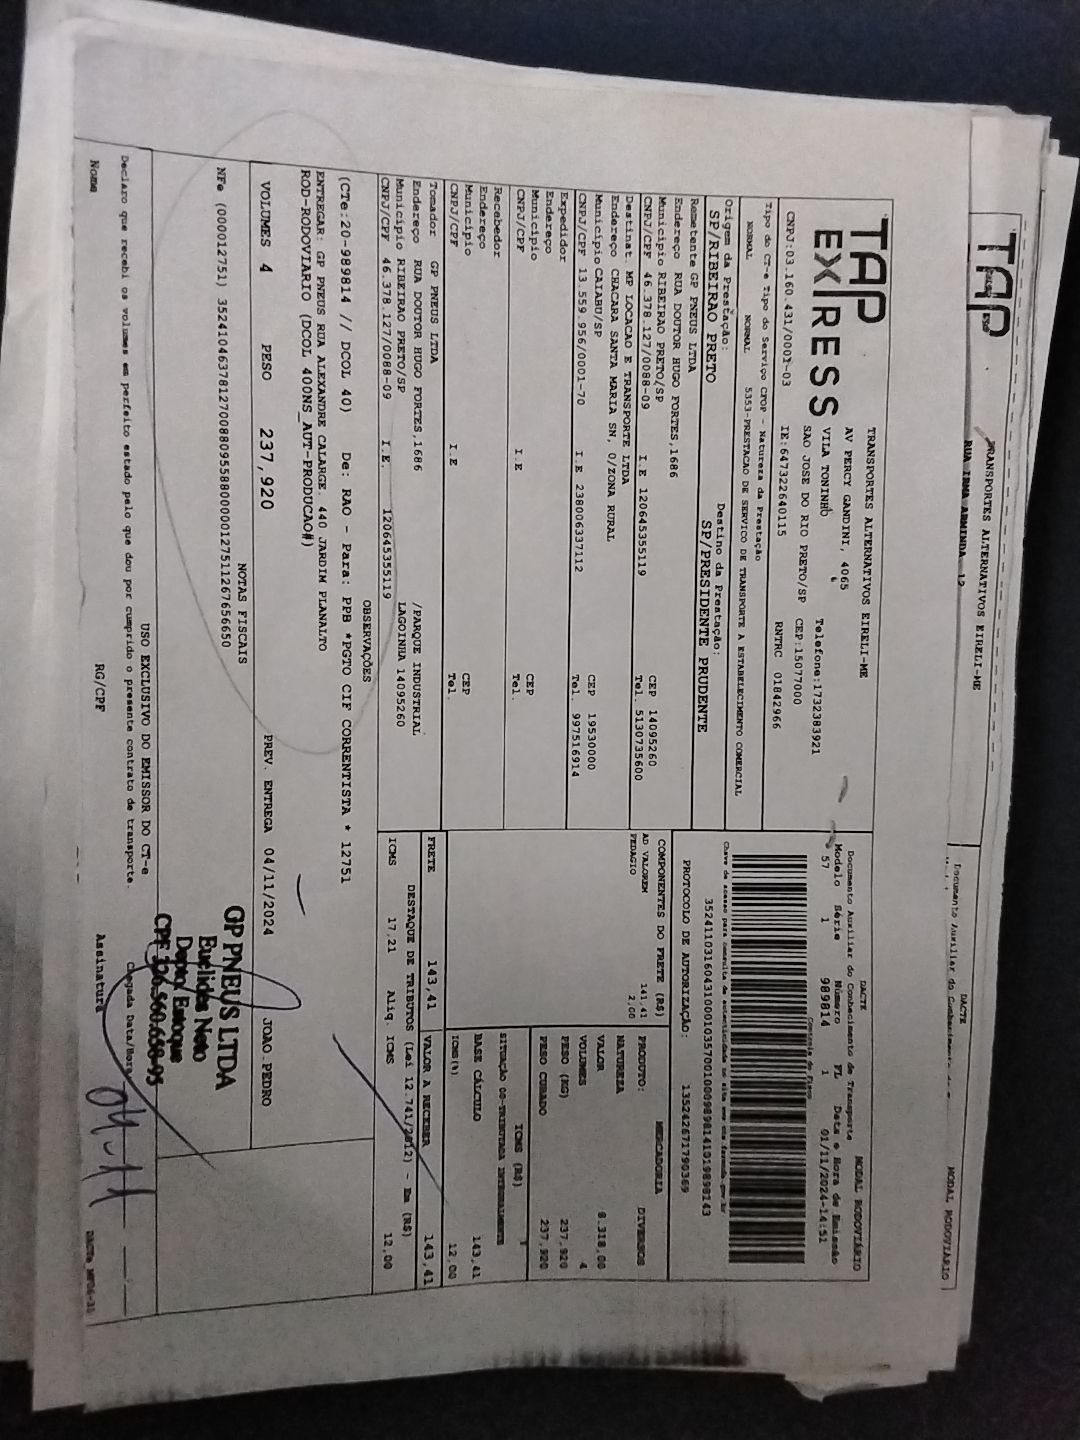 TAP
TRANSPORTES ALTERNATIVOS EIRELI-ME
DACTE
MODAL RODOVIÁRIO
TAP
EXPRESS
TRANSPORTES ALTERNATIVOS EIRELI-ME
AV PERCY GANDINI, 4065
VILA TONINHO
Telefone:1732383921
SAO JOSE DO RIO PRETO/SP
CEP:15077000
CNPJ:03.160.431/0001-03
IE:647322640115
RNTRC 01842966
DACTE
MODAL RODOVIÁRIO
Documento Auxiliar do Conhecimento de Transporte
Modelo Série Número FL Data e Hora de Emissão
57 1 989814 1 01/11/2024-14:51
Controle do Fisco
Tipo do CT-e Tipo do Serviço CFOP - Natureza da Prestação
NORMAL NORMAL 5353-PRESTACAO DE SERVICO DE TRANSPORTE A ESTABELECIMENTO COMERCIAL
Origem da Prestação: Destino da Prestação:
SP/RIBEIRAO PRETO SP/PRESIDENTE PRUDENTE
PROTOCOLO DE AUTORIZAÇÃO: 135242671790369
Remetente GP PNEUS LTDA
Endereço RUA DOUTOR HUGO FORTES,1686
Município RIBEIRAO PRETO/SP CEP 14095260
CNPJ/CPF 46.378.127/0088-09 I.E 120645355119 Tel. 5130735600
Destinat MP LOCACAO E TRANSPORTE LTDA
Endereço CHACARA SANTA MARIA SN, 0/ZONA RURAL
Município CAIABU/SP CEP 19530000
CNPJ/CPF 13.559.956/0001-70 I.E 238006337112 Tel. 997516914
Expedidor
Endereço
Município CEP
CNPJ/CPF I.E Tel.
Recebedor
Endereço
Município CEP
CNPJ/CPF I.E Tel.
Tomador GP PNEUS LTDA
Endereço RUA DOUTOR HUGO FORTES,1686 /PARQUE INDUSTRIAL
Município RIBEIRAO PRETO/SP LAGOINHA 14095260
CNPJ/CPF 46.378.127/0088-09 I.E. 120645355119
COMPONENTES DO FRETE (R$)
AD VALOREM 141,41
PEDAGIO 2,00
MERCADORIA
PRODUTO: DIVERSOS
NATUREZA
VALOR 8.318,00
VOLUMES 4
PESO (KG) 237,920
PESO CUBADO 237,920
ICMS (R$)
SITUAÇÃO 00-TRIBUTADA INTEGRALMENTE
BASE CÁLCULO 143,41
ICMS(%) 12,00
FRETE 143,41 VALOR A RECEBER 143,41
DESTAQUE DE TRIBUTOS (Lei 12.741/2012) - Em (R$)
ICMS 17,21 Aliq. ICMS 12,00
OBSERVAÇÕES
(CTe:20-989814 // DCOL 40) De: RAO - Para: PPB *PGTO CIF CORRENTISTA * 12751
ENTREGAR: GP PNEUS RUA ALEXANDRE CALARGE 440 JARDIM PLANALTO
ROD-RODOVIARIO (DCOL 400NS_AUT-PRODUCAO#)
VOLUMES 4 PESO 237,920 PREV. ENTREGA 04/11/2024 JOAO PEDRO
NOTAS FISCAIS
NFe (000012751) 35241046378127008809558000001275112676566​50
GP PNEUS LTDA
Euclides Neto
Depto. Estoque
USO EXCLUSIVO DO EMISSOR DO CT-e
Declaro que recebi os volumes em perfeito estado pelo que dou por cumprido o presente contrato de transporte.
Chegada Data/Hora
04-11
Nome RG/CPF Assinatura